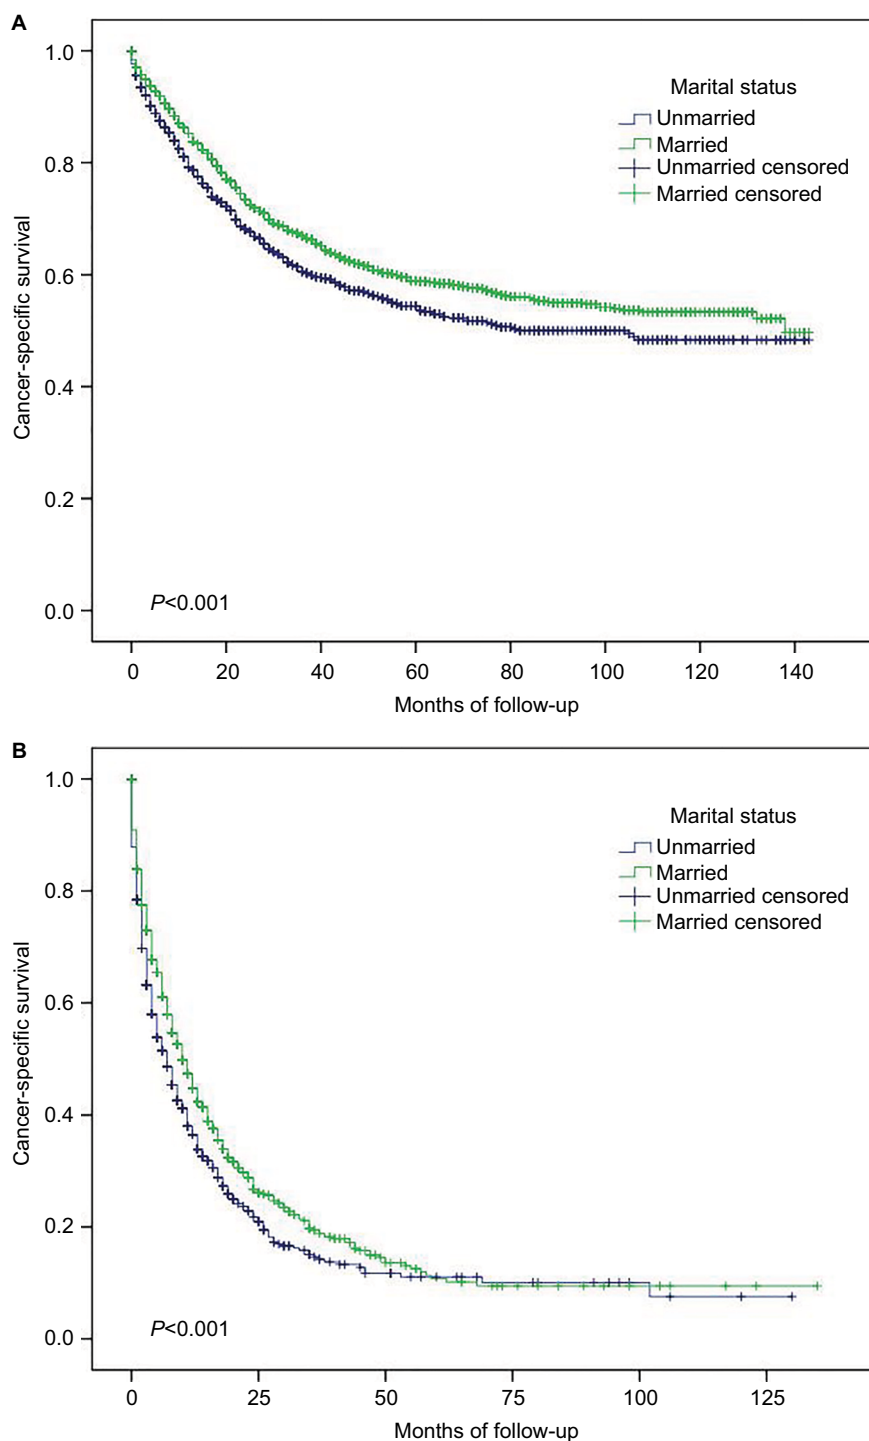 A
1.0
0.8
0.6
0.4
0.2
0.0
Cancer-specific survival
Marital status
Unmarried
Married
Unmarried censored
Married censored
P<0.001
0 20 40 60 80 100 120 140
Months of follow-up
B
1.0
0.8
0.6
0.4
0.2
0.0
Cancer-specific survival
Marital status
Unmarried
Married
Unmarried censored
Married censored
P<0.001
0 25 50 75 100 125
Months of follow-up